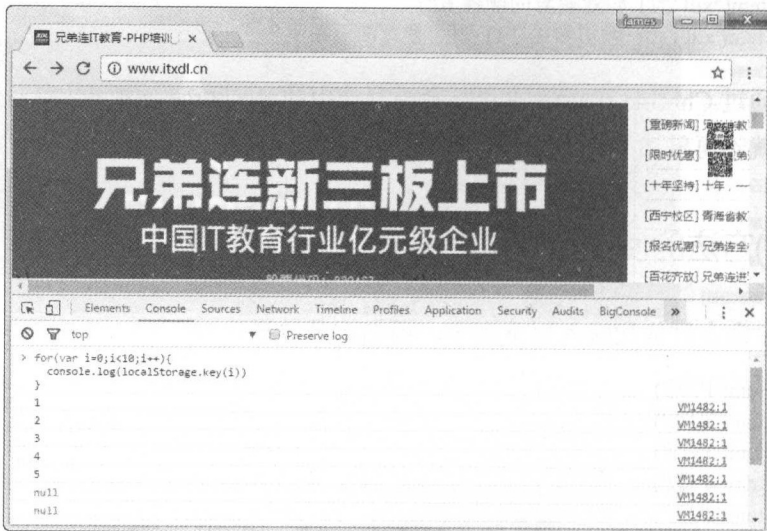 james
兄弟连IT教育-PHP培训
www.itxdl.cn
兄弟连新三板上市
中国IT教育行业亿元级企业
[重磅新闻]
[限时优惠]
[十年坚持] 十年，一
[西宁校区] 青海省教
[报名优惠] 兄弟连全
[百花齐放] 兄弟连进
Elements Console Sources Network Timeline Profiles Application Security Audits BigConsole »
top
Preserve log
> for(var i=0;i<10;i++){
console.log(localStorage.key(i))
}
1
VM1482:1
2
VM1482:1
3
VM1482:1
4
VM1482:1
5
VM1482:1
null
VM1482:1
null
VM1482:1